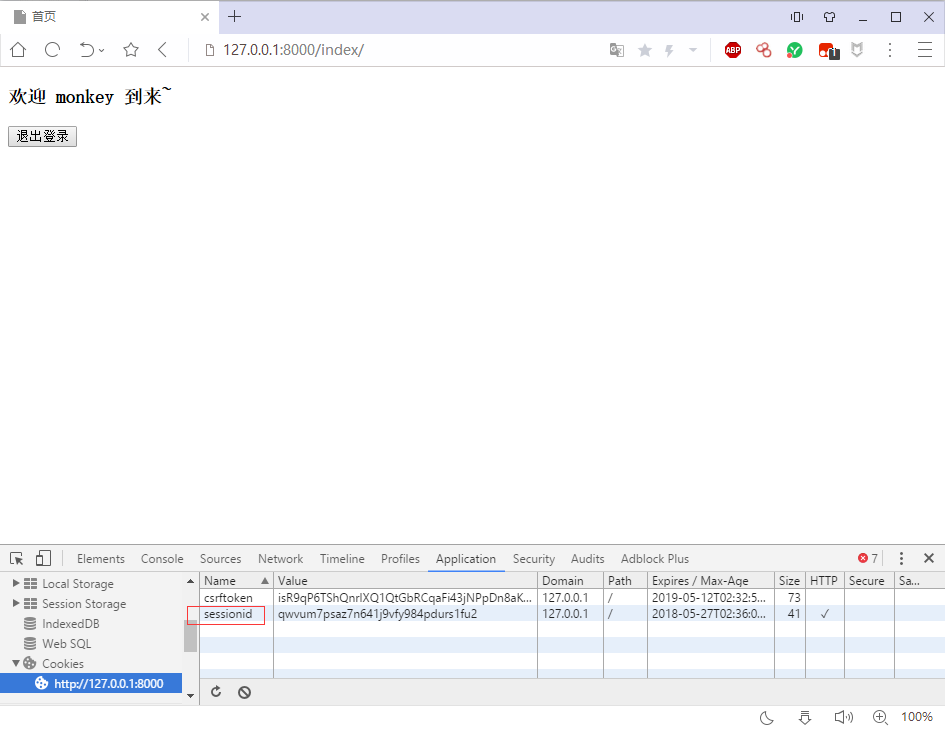 首页
127.0.0.1:8000/index/
ABP
1
欢迎 monkey 到来~
退出登录
Elements Console Sources Network Timeline Profiles Application Security Audits Adblock Plus 7
Local Storage
Session Storage
IndexedDB
Web SQL
Cookies
http://127.0.0.1:8000
Name Value Domain Path Expires / Max-Age Size HTTP Secure Sa...
csrftoken isR9qP6TShQnrIXQ1QtGbRCqaFi43jNPpDn8aK... 127.0.0.1 / 2019-05-12T02:32:5... 73
sessionid qwvum7psaz7n641j9vfy984pdurs1fu2 127.0.0.1 / 2018-05-27T02:36:0... 41 ✓
100%